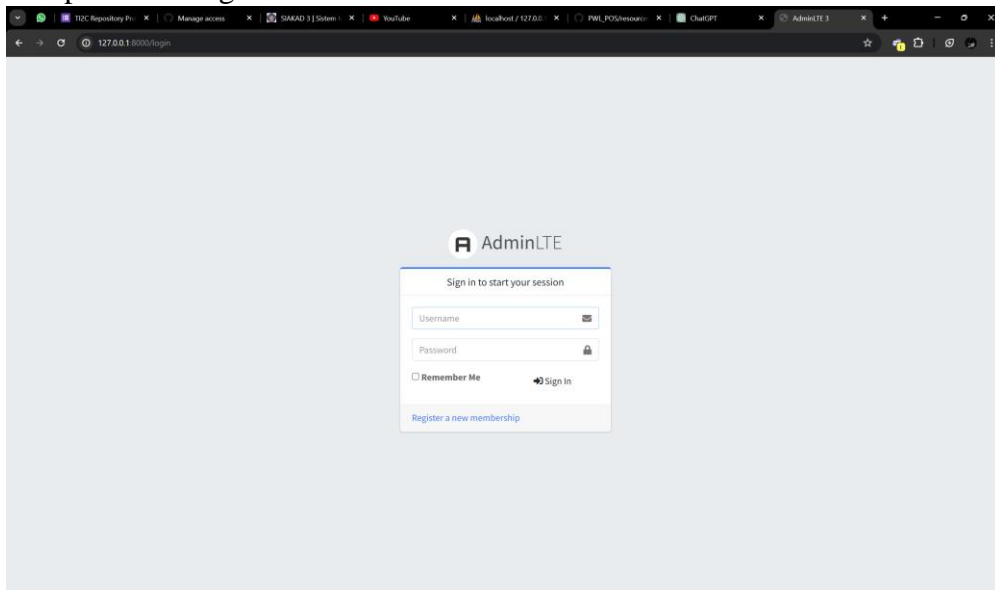 TI2C Repository Pr
Manage access
SIAKAD 3 | Sistem
YouTube
localhost / 127.0.0.
PWL_POS/resource
ChatGPT
AdminLTE 3
127.0.0.1:8000/login
AdminLTE
Sign in to start your session
Username
Password
Remember Me
Sign In
Register a new membership